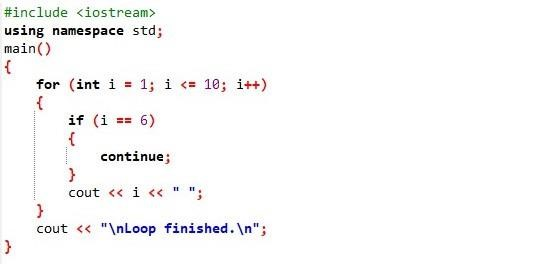 #include <iostream>
using namespace std;
main()
{
for (int i = 1; i <= 10; i++)
{
if (i == 6)
{
continue;
}
cout << i << " ";
}
cout << "\nLoop finished.\n";
}